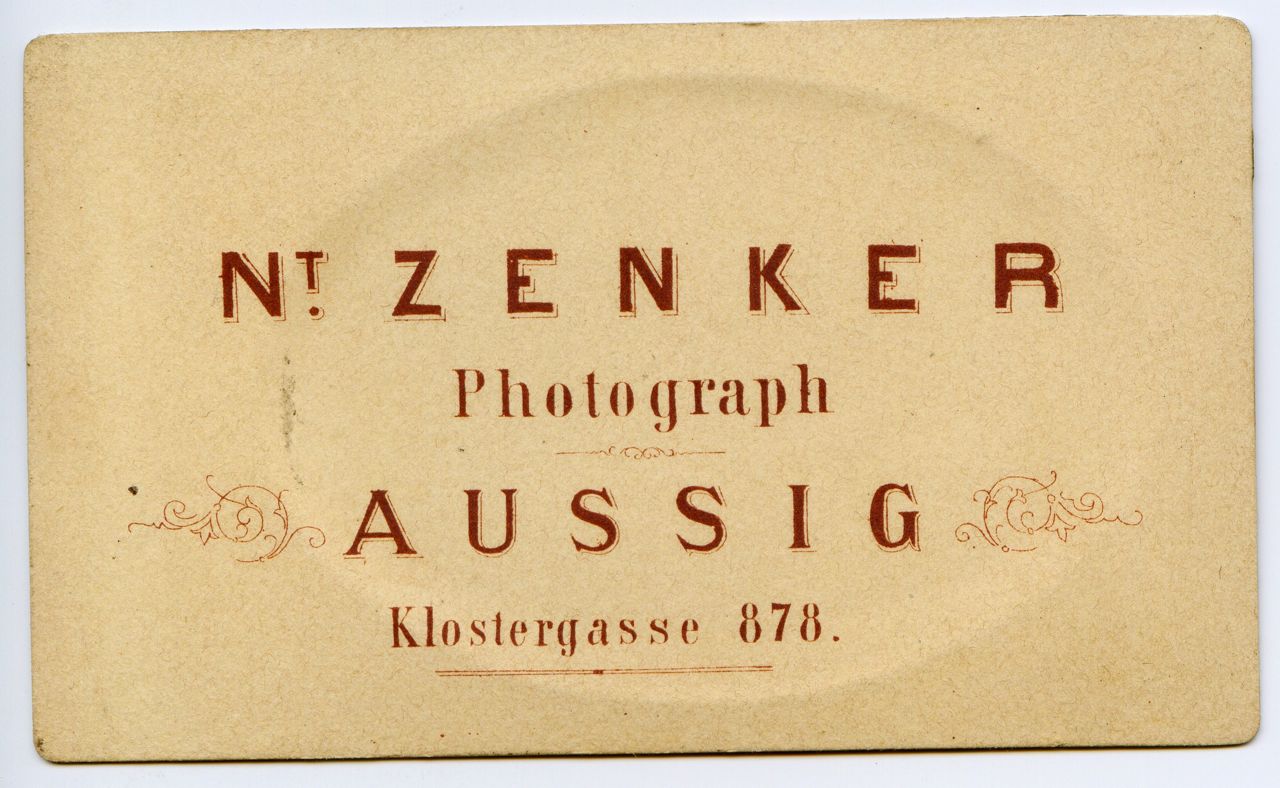 NT. ZENKER
Photograph
AUSSIG
Klostergasse 878.